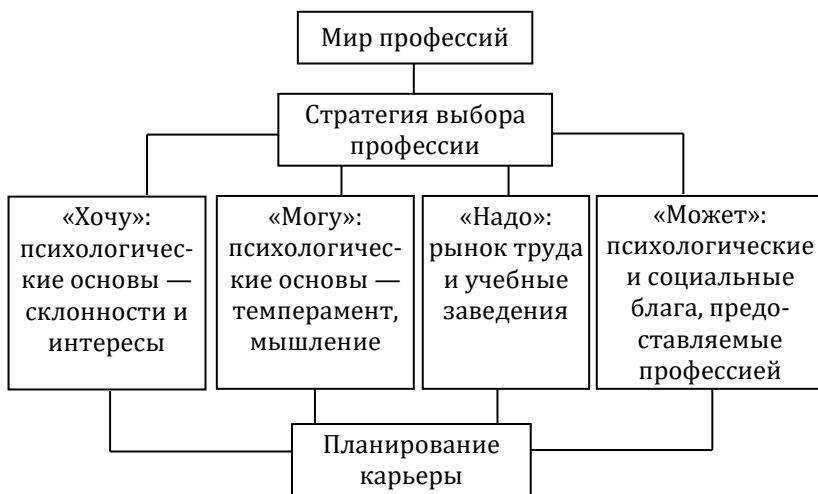 Мир профессий
Стратегия выбора
профессии
«Хочу»:
психологичес-
кие основы —
склонности и
интересы
«Могу»:
психологичес-
кие основы —
темперамент,
мышление
«Надо»:
рынок труда
и учебные
заведения
«Может»:
психологические
и социальные
блага, предо-
ставляемые
профессией
Планирование
карьеры